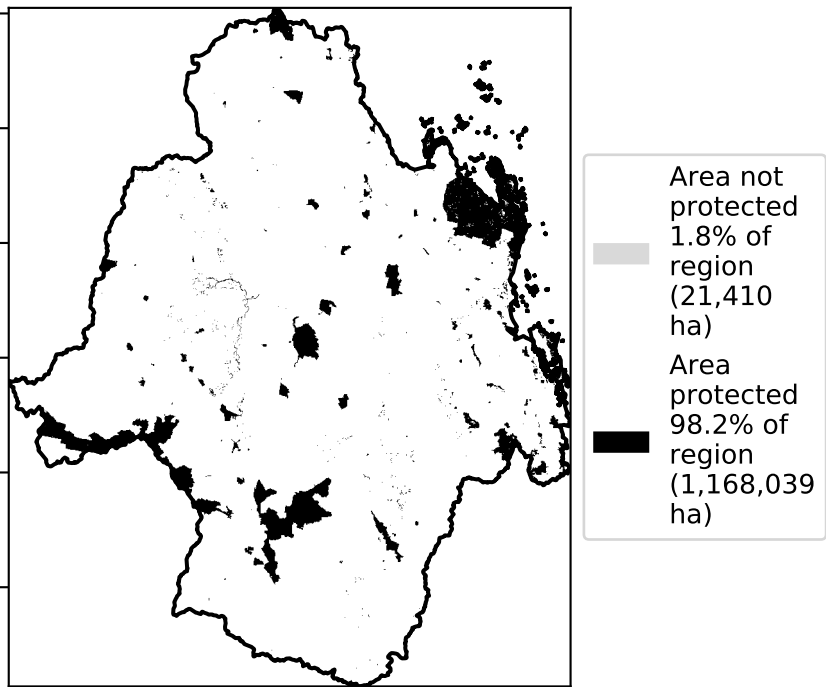 Area not
protected
1.8% of
region
(21,410
ha)
Area
protected
98.2% of
region
(1,168,039
ha)